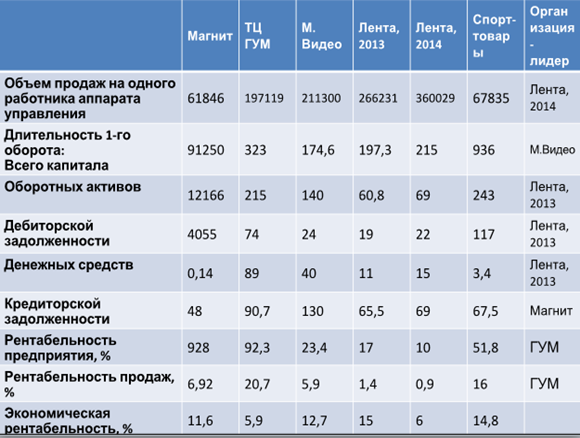 Магнит ТЦ ГУМ М. Видео Лента, 2013 Лента, 2014 Спорт-товары Организация-лидер
Объем продаж на одного
работника аппарата
управления 61846 197119 211300 266231 360029 67835 Лента, 2014
Длительность 1-го
оборота:
Всего капитала 91250 323 174,6 197,3 215 936 М.Видео
Оборотных активов 12166 215 140 60,8 69 243 Лента, 2013
Дебиторской
задолженности 4055 74 24 19 22 117 Лента, 2013
Денежных средств 0,14 89 40 11 15 3,4 Лента, 2013
Кредиторской
задолженности 48 90,7 130 65,5 69 67,5 Магнит
Рентабельность
предприятия, % 928 92,3 23,4 17 10 51,8 ГУМ
Рентабельность продаж,
% 6,92 20,7 5,9 1,4 0,9 16 ГУМ
Экономическая
рентабельность, % 11,6 5,9 12,7 15 6 14,8